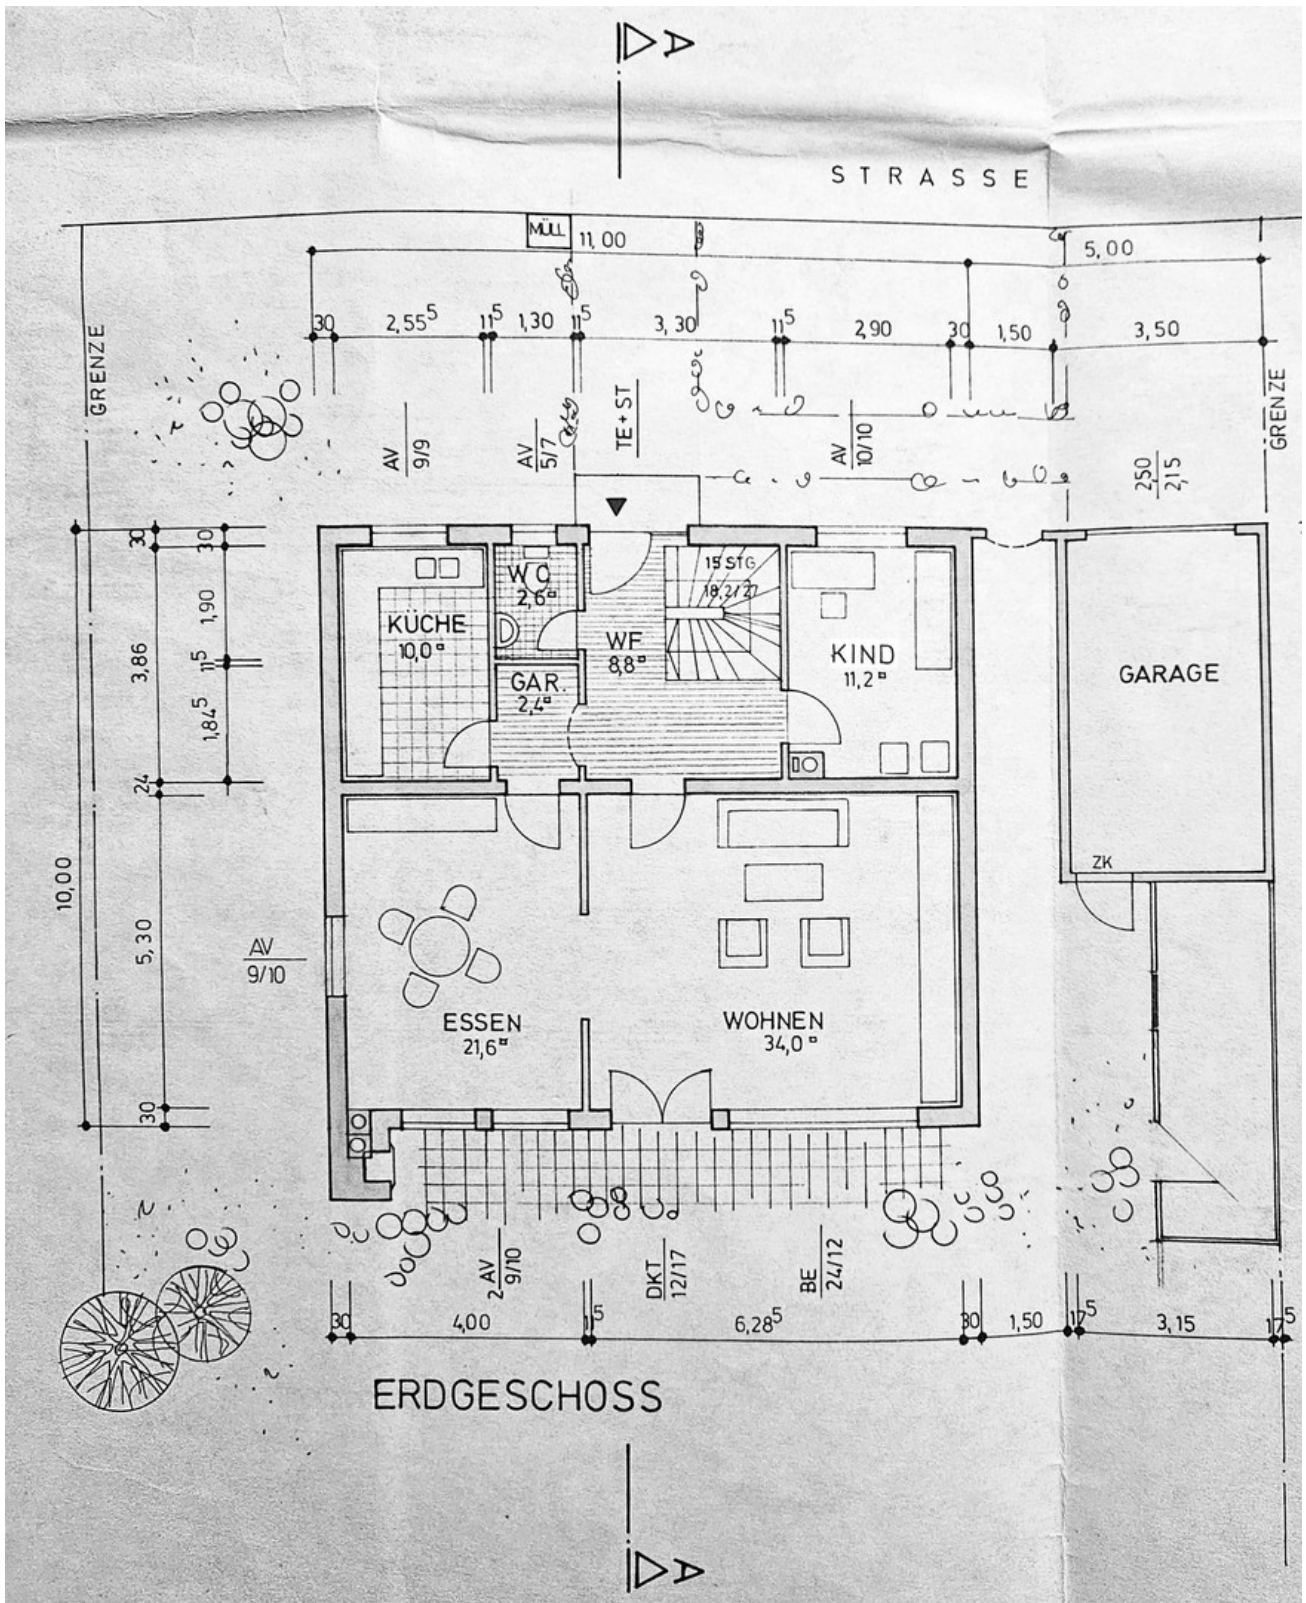 A
STRASSE
MÜLL
11,00
5,00
30
2,55⁵
11⁵
1,30
11⁵
3,30
11⁵
2,90
30
1,50
3,50
GRENZE
GRENZE
AV
9/9
AV
5/7
TE+ST
AV
10/10
250
2,15
30
30
1,90
3,86
11⁵
1,84⁵
24
10,00
5,30
30
WC
2,6
15 STG
18,2/27
KÜCHE
10,0
WF
8,8
KIND
11,2
GAR.
2,4
GARAGE
ZK
AV
9/10
ESSEN
21,6
WOHNEN
34,0
2 AV
9/10
DKT
12/17
BE
24/12
30
4,00
11⁵
6,28⁵
30
1,50
17⁵
3,15
17⁵
ERDGESCHOSS
A